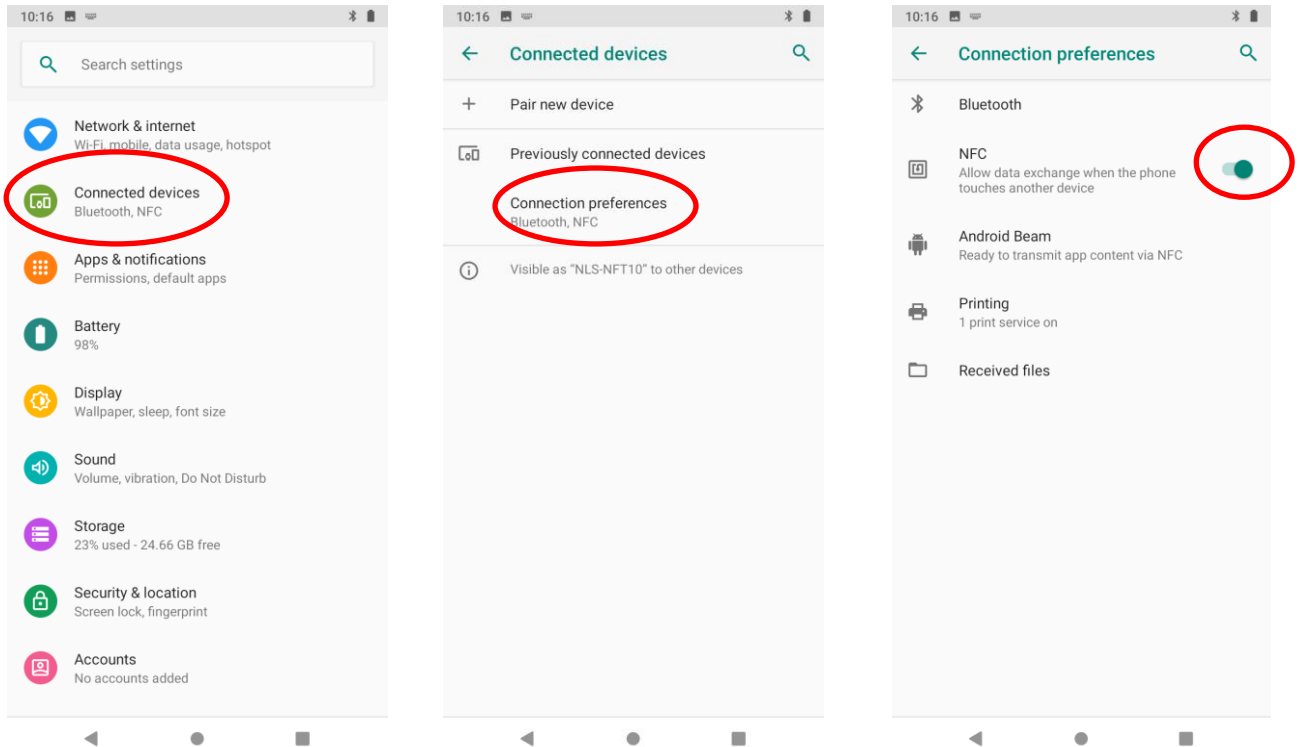 10:16
Search settings
Network & internet
Wi-Fi, mobile, data usage, hotspot
Connected devices
Bluetooth, NFC
Apps & notifications
Permissions, default apps
Battery
98%
Display
Wallpaper, sleep, font size
Sound
Volume, vibration, Do Not Disturb
Storage
23% used - 24.66 GB free
Security & location
Screen lock, fingerprint
Accounts
No accounts added
10:16
Connected devices
Pair new device
Previously connected devices
Connection preferences
Bluetooth, NFC
Visible as "NLS-NFT10" to other devices
10:16
Connection preferences
Bluetooth
NFC
Allow data exchange when the phone
touches another device
Android Beam
Ready to transmit app content via NFC
Printing
1 print service on
Received files